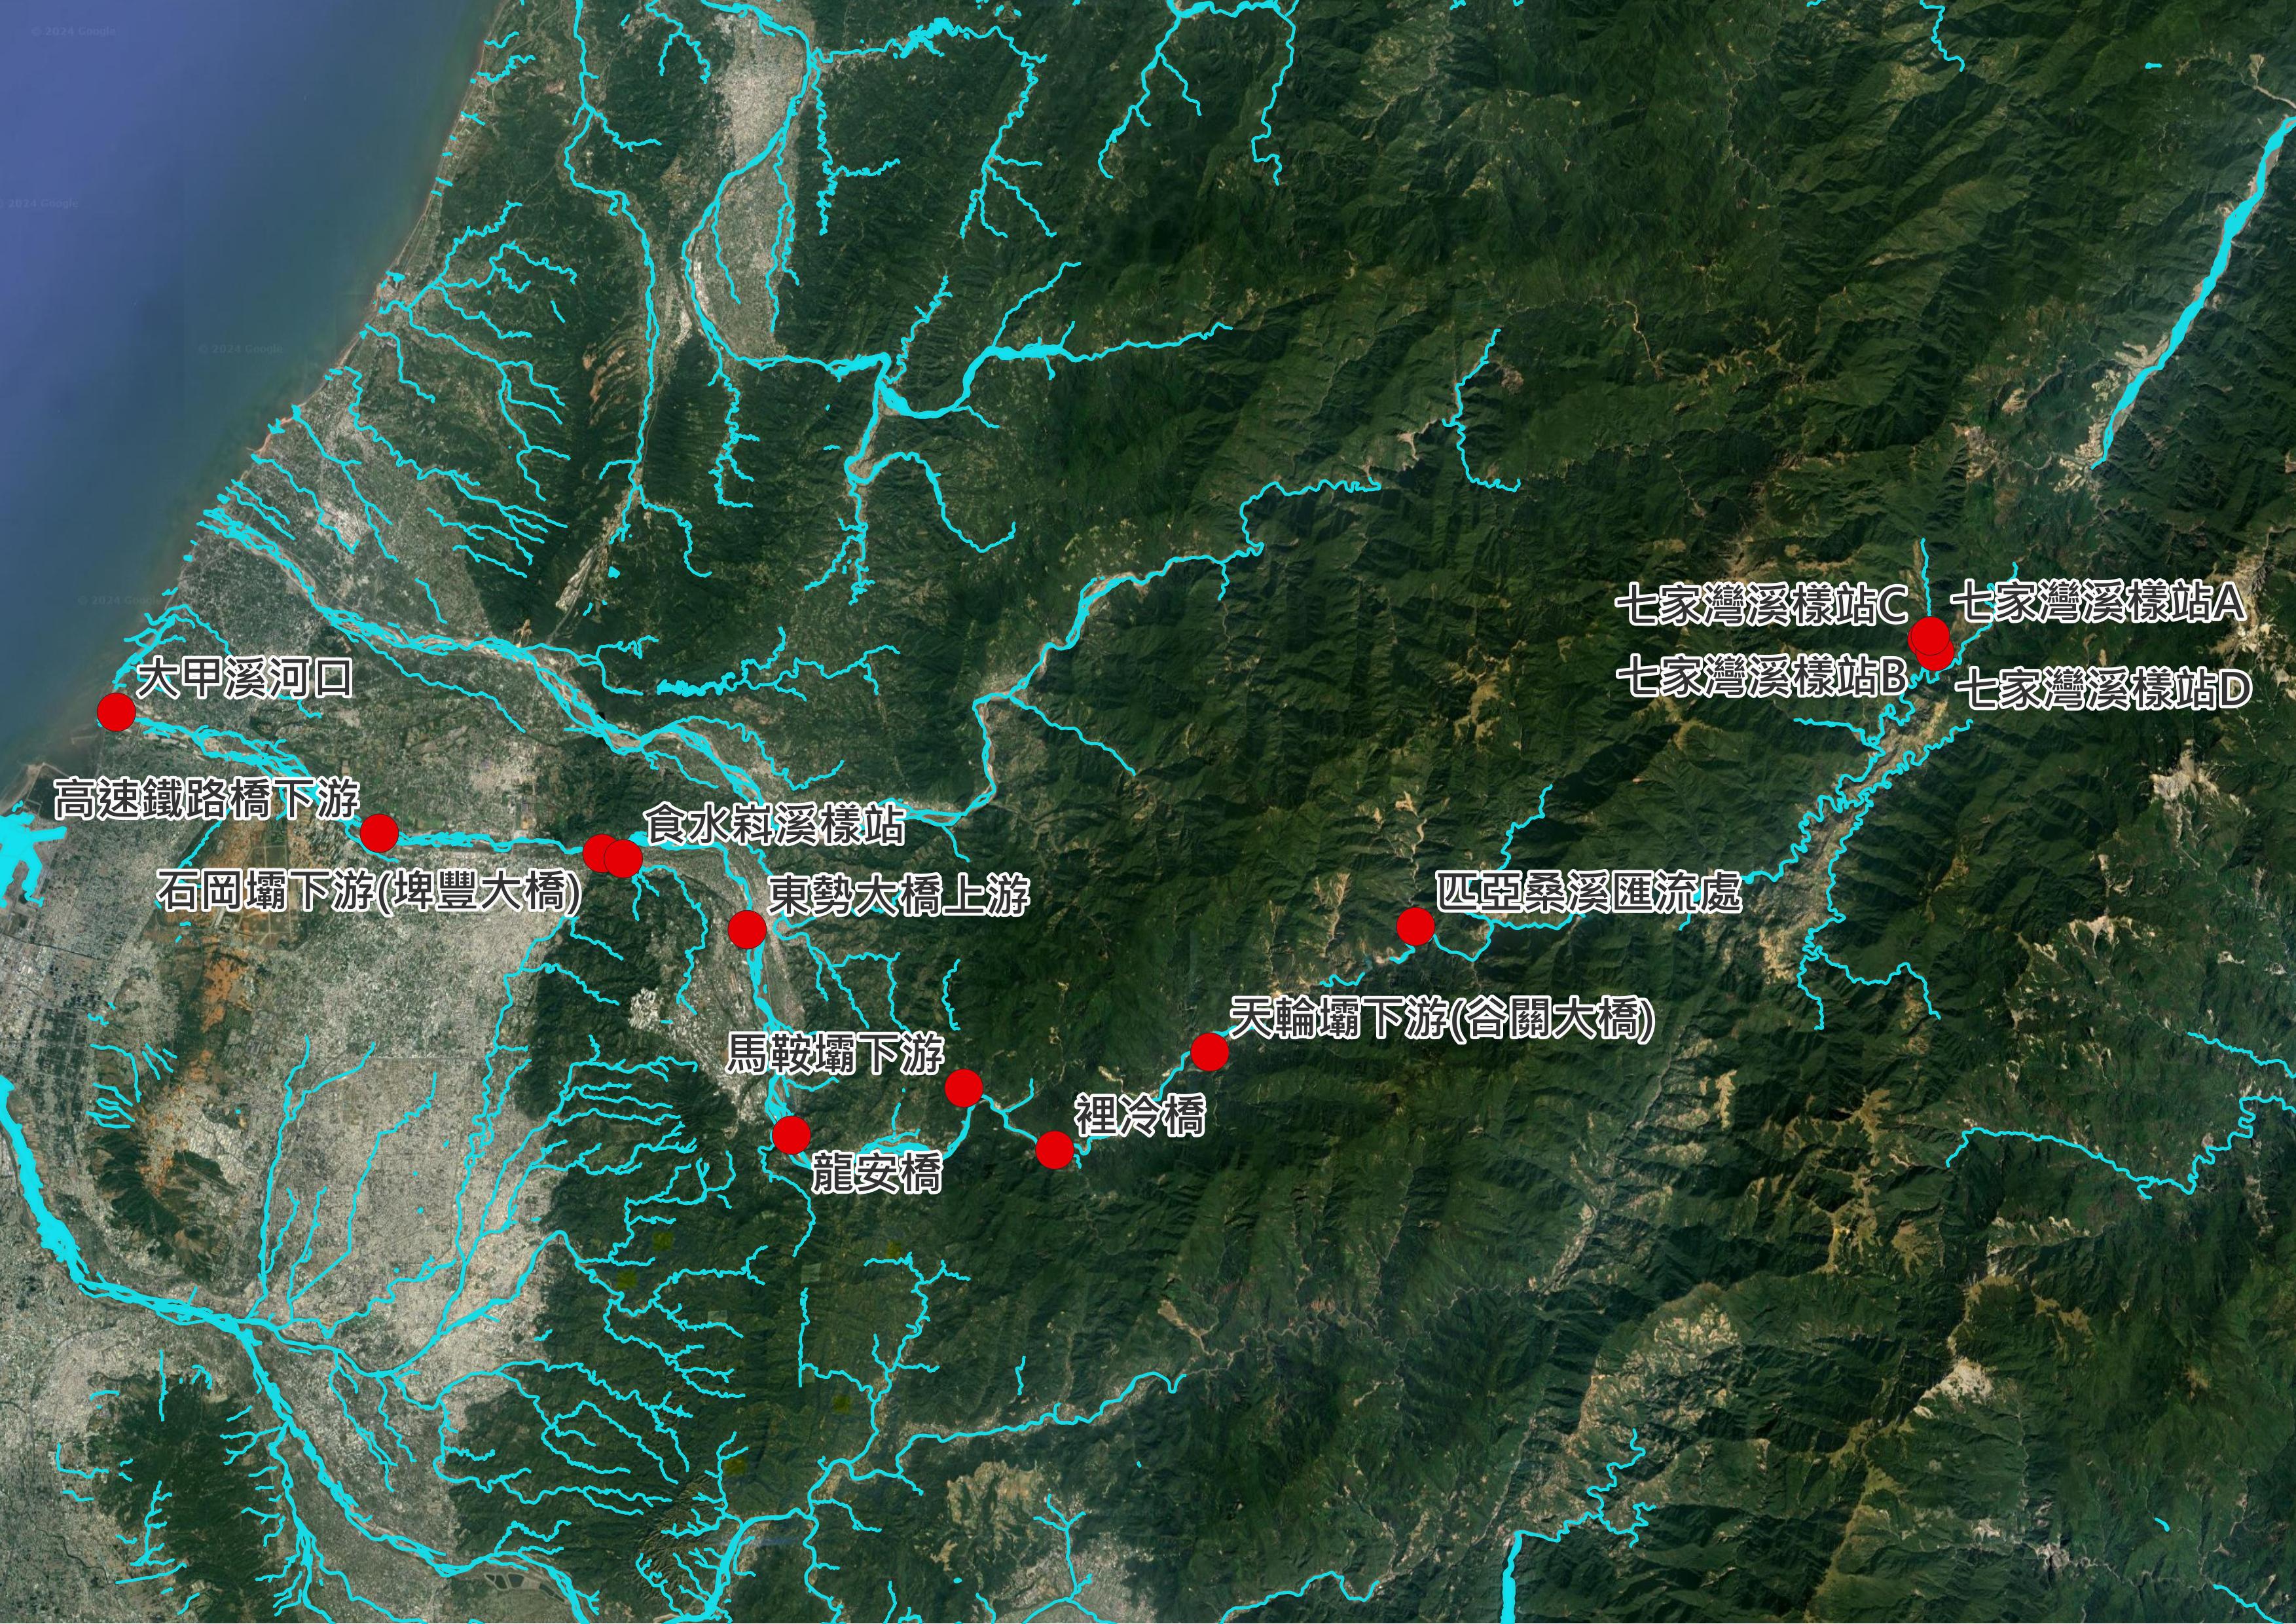 © 2024 Google
© 2024 Google
© 2024 Google
© 2024 Google
七家灣溪樣站C
七家灣溪樣站A
七家灣溪樣站B
七家灣溪樣站D
大甲溪河口
高速鐵路橋下游
食水嵙溪樣站
石岡壩下游(埤豐大橋)
東勢大橋上游
匹亞桑溪匯流處
天輪壩下游(谷關大橋)
馬鞍壩下游
裡冷橋
龍安橋